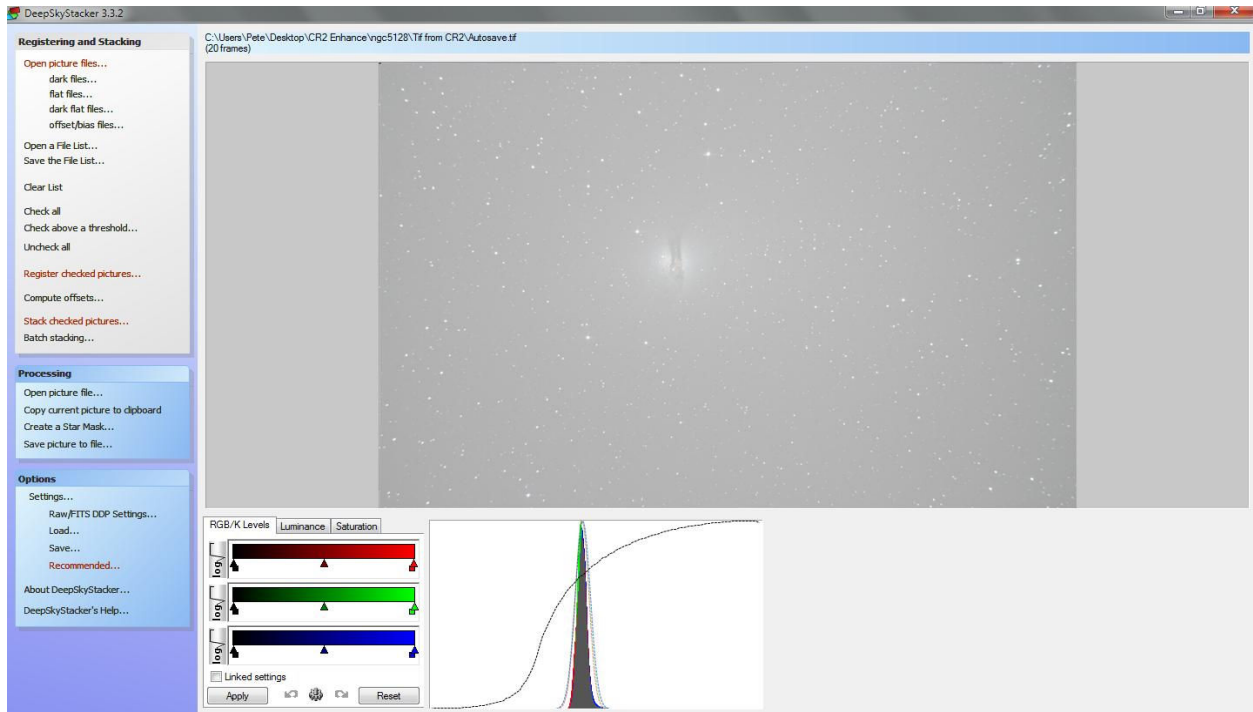 DeepSkyStacker 3.3.2
Registering and Stacking
Open picture files...
dark files...
flat files...
dark flat files...
offset/bias files...
Open a File List...
Save the File List...
Clear List
Check all
Check above a threshold...
Uncheck all
Register checked pictures...
Compute offsets...
Stack checked pictures...
Batch stacking...
Processing
Open picture file...
Copy current picture to clipboard
Create a Star Mask...
Save picture to file...
Options
Settings...
Raw/FITS DDP Settings...
Load...
Save...
Recommended...
About DeepSkyStacker...
DeepSkyStacker's Help...
C:\Users\Pete\Desktop\CR2 Enhance\ngc5128\Tif from CR2\Autosave.tif
(20 frames)
RGB/K Levels Luminance Saturation
log
log
log
Linked settings
Apply Reset